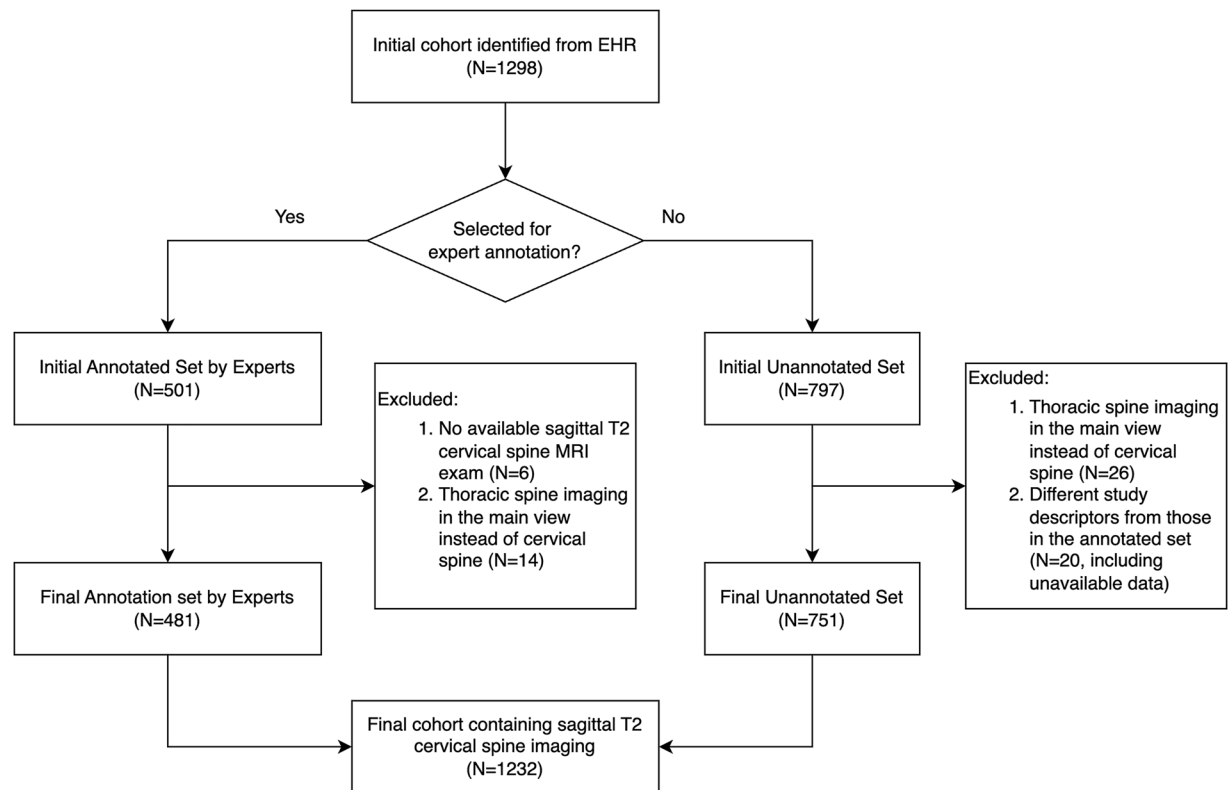 Initial cohort identified from EHR
(N=1298)
Selected for
expert annotation?
Yes
No
Initial Annotated Set by Experts
(N=501)
Excluded:
1. No available sagittal T2
cervical spine MRI
exam (N=6)
2. Thoracic spine imaging
in the main view
instead of cervical
spine (N=14)
Final Annotation set by Experts
(N=481)
Initial Unannotated Set
(N=797)
Excluded:
1. Thoracic spine imaging
in the main view
instead of cervical
spine (N=26)
2. Different study
descriptors from those
in the annotated set
(N=20, including
unavailable data)
Final Unannotated Set
(N=751)
Final cohort containing sagittal T2
cervical spine imaging
(N=1232)